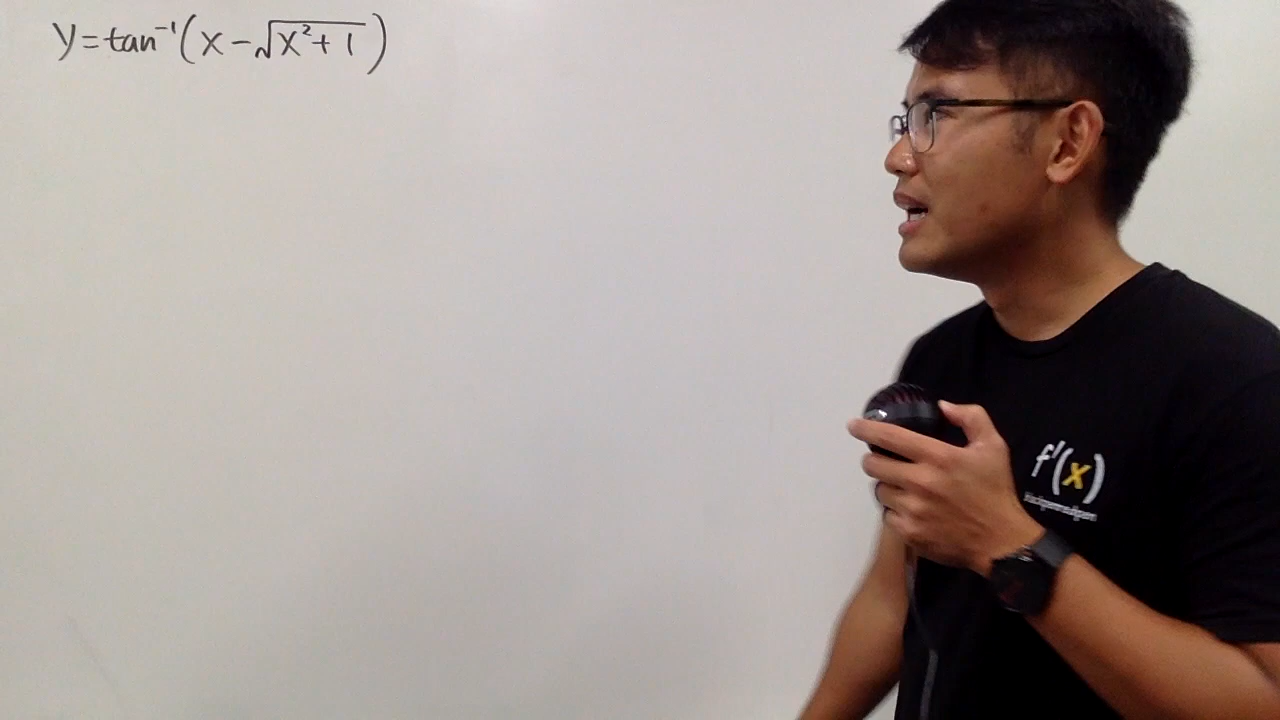 y = tan⁻¹(x − √(x² + 1))
f'(x)